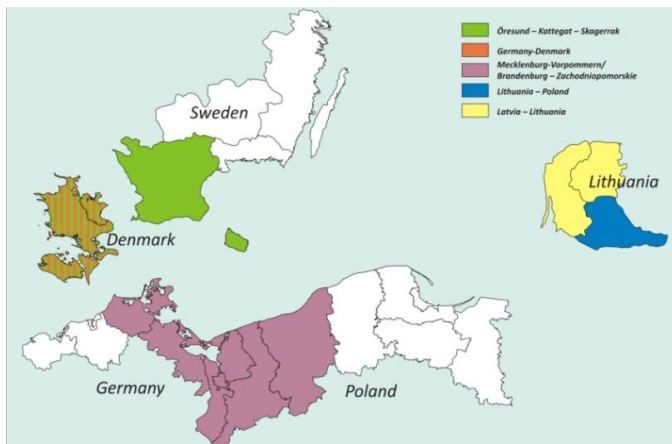 Öresund – Kattegat – Skagerrak
Germany-Denmark
Mecklenburg-Vorpommern/
Brandenburg – Zachodniopomorskie
Lithuania – Poland
Latvia – Lithuania
Sweden
Lithuania
Denmark
Germany
Poland